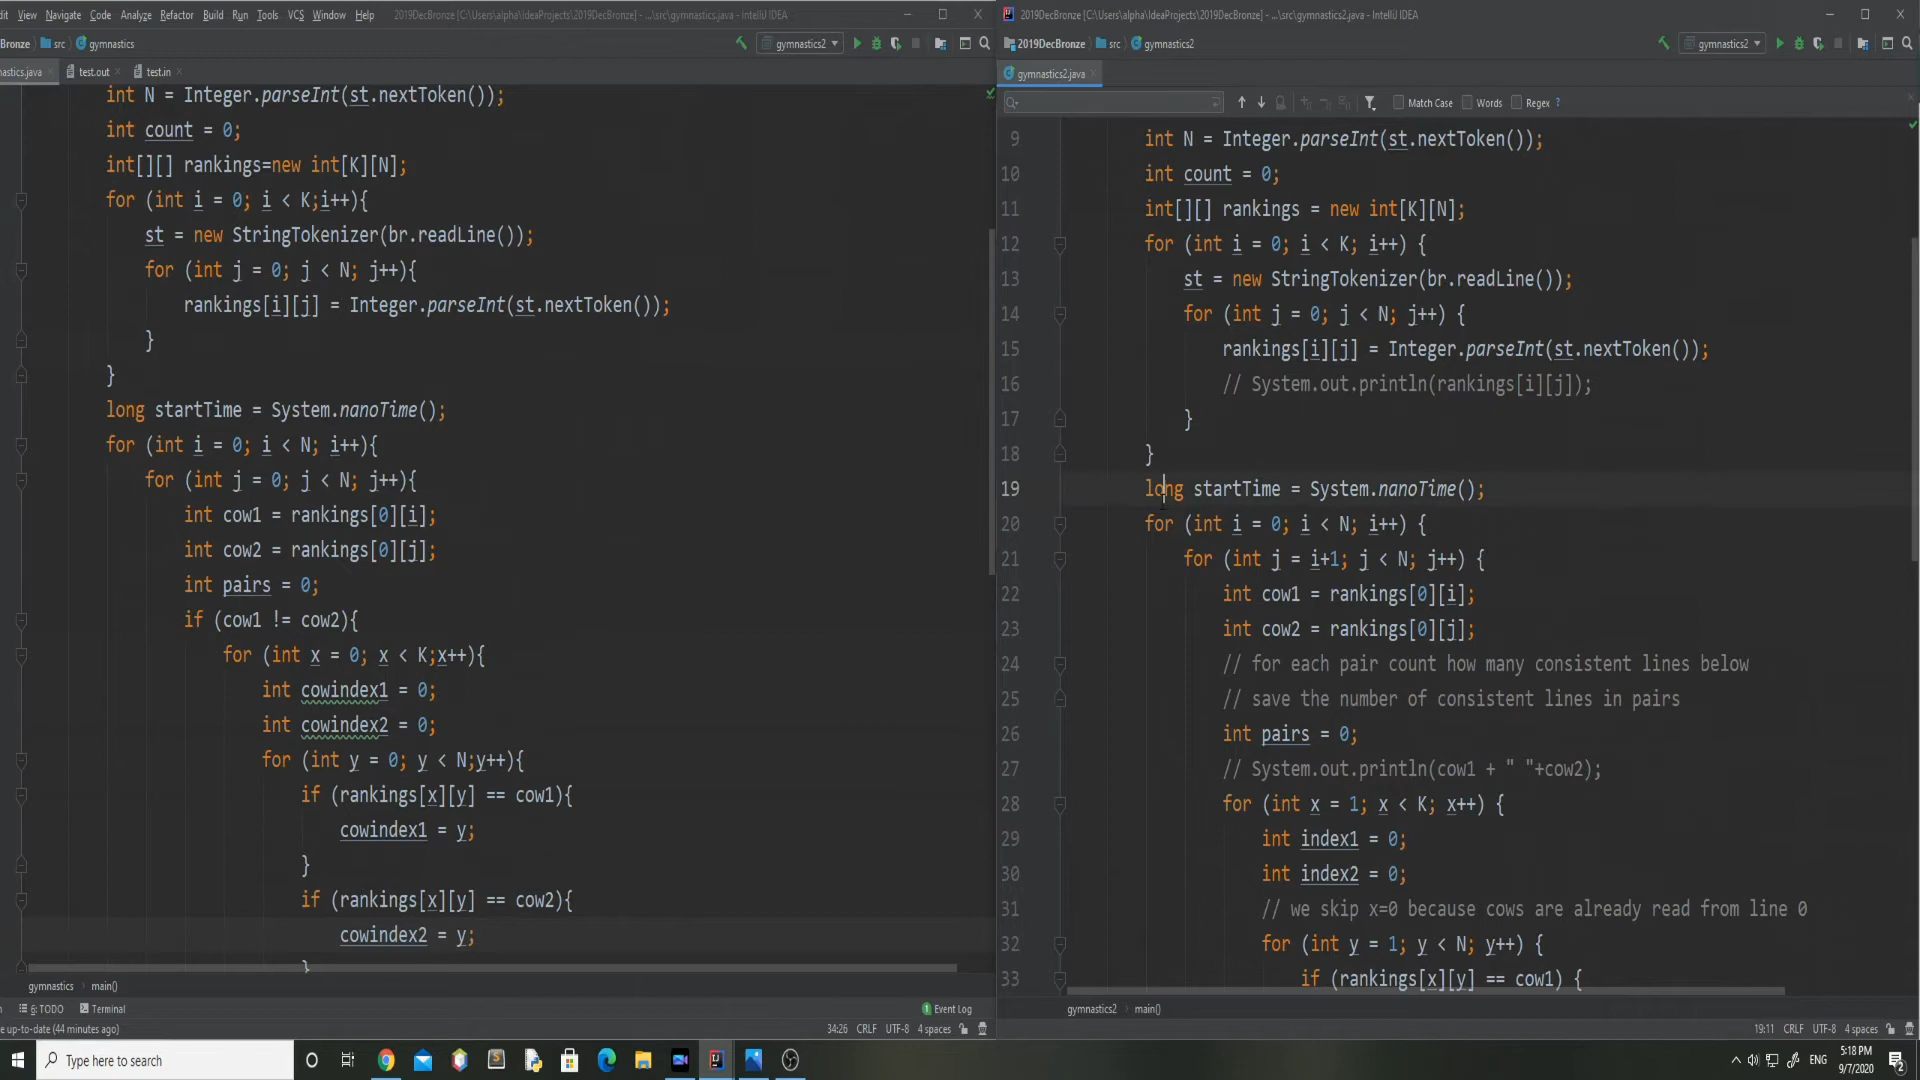 dit View Navigate Code Analyze Refactor Build Run Tools VCS Window Help 2019DecBronze [C:\Users\alpha\IdeaProjects\2019DecBronze] - ...\src\gymnastics.java - IntelliJ IDEA
Bronze src gymnastics gymnastics2
nastics.java test.out test.in
int N = Integer.parseInt(st.nextToken());
int count = 0;
int[][] rankings=new int[K][N];
for (int i = 0; i < K;i++){
st = new StringTokenizer(br.readLine());
for (int j = 0; j < N; j++){
rankings[i][j] = Integer.parseInt(st.nextToken());
}
}
long startTime = System.nanoTime();
for (int i = 0; i < N; i++){
for (int j = 0; j < N; j++){
int cow1 = rankings[0][i];
int cow2 = rankings[0][j];
int pairs = 0;
if (cow1 != cow2){
for (int x = 0; x < K;x++){
int cowindex1 = 0;
int cowindex2 = 0;
for (int y = 0; y < N;y++){
if (rankings[x][y] == cow1){
cowindex1 = y;
}
if (rankings[x][y] == cow2){
cowindex2 = y;
}
gymnastics main()
6: TODO Terminal 1 Event Log
e up-to-date (44 minutes ago) 34:26 CRLF UTF-8 4 spaces
2019DecBronze [C:\Users\alpha\IdeaProjects\2019DecBronze] - ...\src\gymnastics2.java - IntelliJ IDEA
2019DecBronze src gymnastics2 gymnastics2
gymnastics2.java
Match Case Words Regex ?
9 int N = Integer.parseInt(st.nextToken());
10 int count = 0;
11 int[][] rankings = new int[K][N];
12 for (int i = 0; i < K; i++) {
13 st = new StringTokenizer(br.readLine());
14 for (int j = 0; j < N; j++) {
15 rankings[i][j] = Integer.parseInt(st.nextToken());
16 // System.out.println(rankings[i][j]);
17 }
18 }
19 long startTime = System.nanoTime();
20 for (int i = 0; i < N; i++) {
21 for (int j = i+1; j < N; j++) {
22 int cow1 = rankings[0][i];
23 int cow2 = rankings[0][j];
24 // for each pair count how many consistent lines below
25 // save the number of consistent lines in pairs
26 int pairs = 0;
27 // System.out.println(cow1 + " "+cow2);
28 for (int x = 1; x < K; x++) {
29 int index1 = 0;
30 int index2 = 0;
31 // we skip x=0 because cows are already read from line 0
32 for (int y = 1; y < N; y++) {
33 if (rankings[x][y] == cow1) {
gymnastics2 main()
19:11 CRLF UTF-8 4 spaces
Type here to search
ENG
5:18 PM
9/7/2020
2